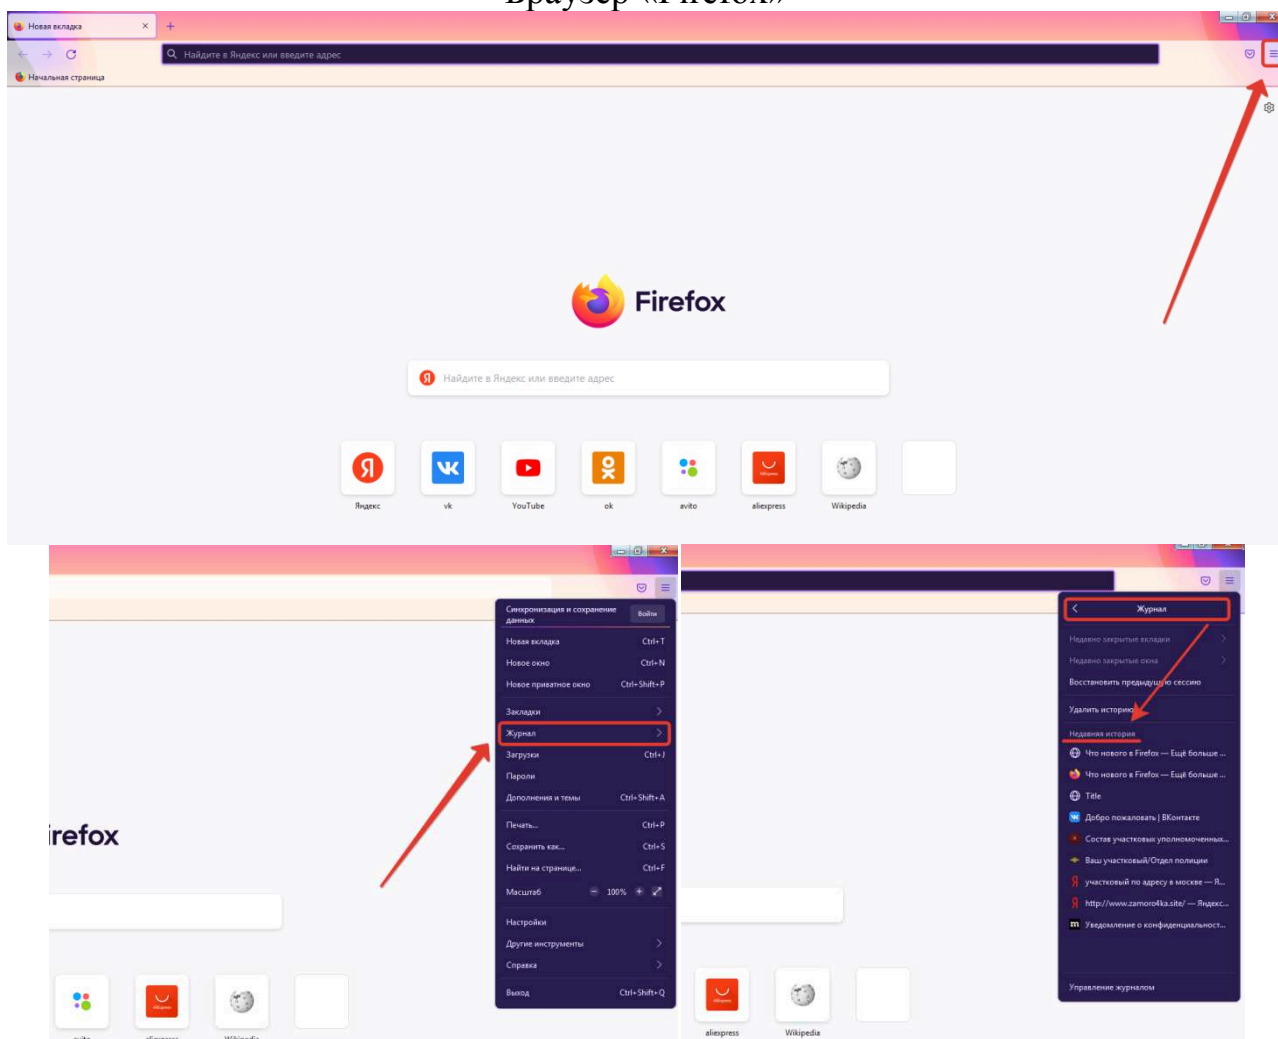 Браузер «Firefox»
Новая вкладка
Найдите в Яндекс или введите адрес
Начальная страница
Firefox
Найдите в Яндекс или введите адрес
Яндекс vk YouTube ok avito aliexpress Wikipedia
Синхронизация и сохранение данных Войти
Новая вкладка Ctrl+T
Новое окно Ctrl+N
Новое приватное окно Ctrl+Shift+P
Закладки
Журнал
Загрузки Ctrl+J
Пароли
Дополнения и темы Ctrl+Shift+A
Печать... Ctrl+P
Сохранить как... Ctrl+S
Найти на странице... Ctrl+F
Масштаб 100%
Настройки
Другие инструменты
Справка
Выход Ctrl+Shift+Q
irefox
avito aliexpress Wikipedia
Журнал
Недавно закрытые вкладки
Недавно закрытые окна
Восстановить предыдущую сессию
Удалить историю
Недавняя история
Что нового в Firefox — Ещё больше ...
Что нового в Firefox — Ещё больше ...
Title
Добро пожаловать | ВКонтакте
Состав участковых уполномоченных...
Ваш участковый/Отдел полиции
участковый по адресу в москве — Я...
http://www.zamoro4ka.site/ — Яндекс...
Уведомление о конфиденциальност...
Управление журналом
aliexpress Wikipedia